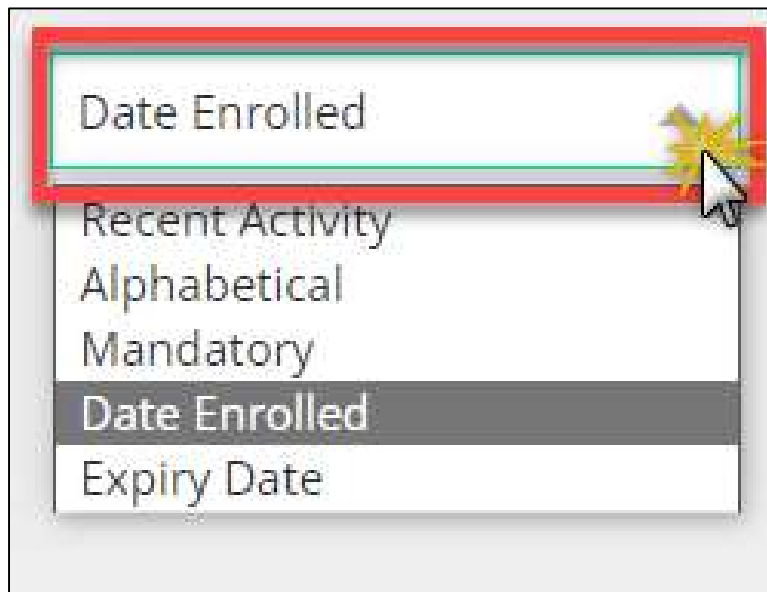 Date Enrolled
Recent Activity
Alphabetical
Mandatory
Date Enrolled
Expiry Date